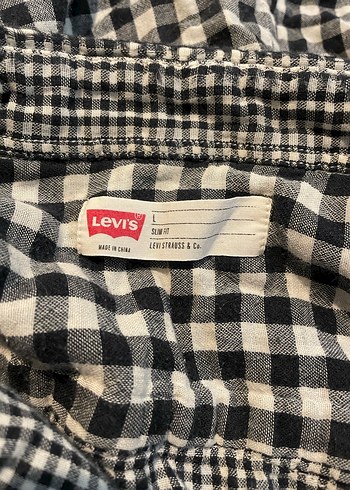 LEVI'S®
L
SLIM FIT
MADE IN CHINA
LEVI STRAUSS & Co.